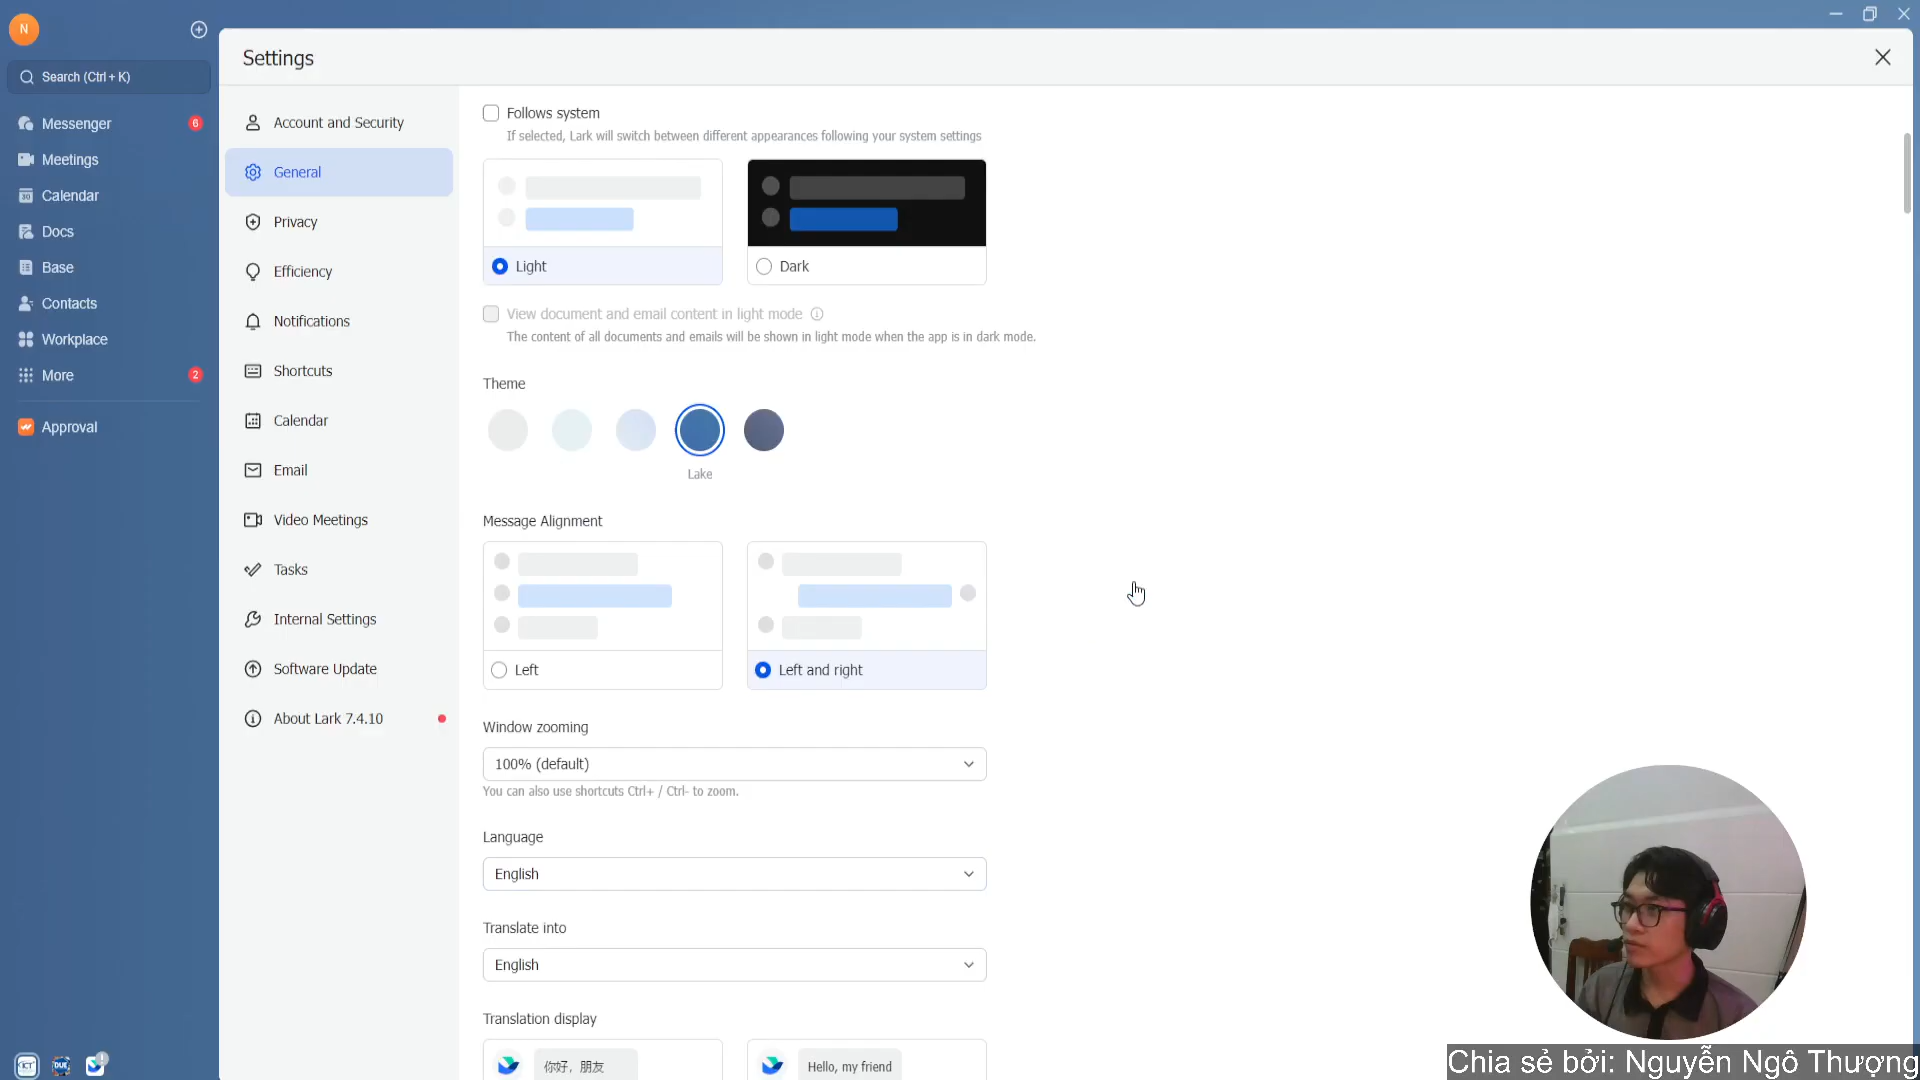 N
Search (Ctrl + K)
Messenger
6
Meetings
Calendar
Docs
Base
Contacts
Workplace
More
2
Approval
Settings
Account and Security
General
Privacy
Efficiency
Notifications
Shortcuts
Calendar
Email
Video Meetings
Tasks
Internal Settings
Software Update
About Lark 7.4.10
Follows system
If selected, Lark will switch between different appearances following your system settings
Light
Dark
View document and email content in light mode
The content of all documents and emails will be shown in light mode when the app is in dark mode.
Theme
Lake
Message Alignment
Left
Left and right
Window zooming
100% (default)
You can also use shortcuts Ctrl+ / Ctrl- to zoom.
Language
English
Translate into
English
Translation display
你好，朋友
Hello, my friend
Chia sẻ bởi: Nguyễn Ngô Thượng